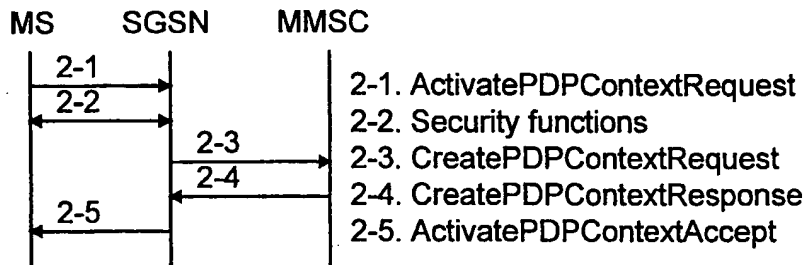 MS SGSN MMSC
2-1
2-2
2-3
2-4
2-5
2-1. ActivatePDPContextRequest
2-2. Security functions
2-3. CreatePDPContextRequest
2-4. CreatePDPContextResponse
2-5. ActivatePDPContextAccept